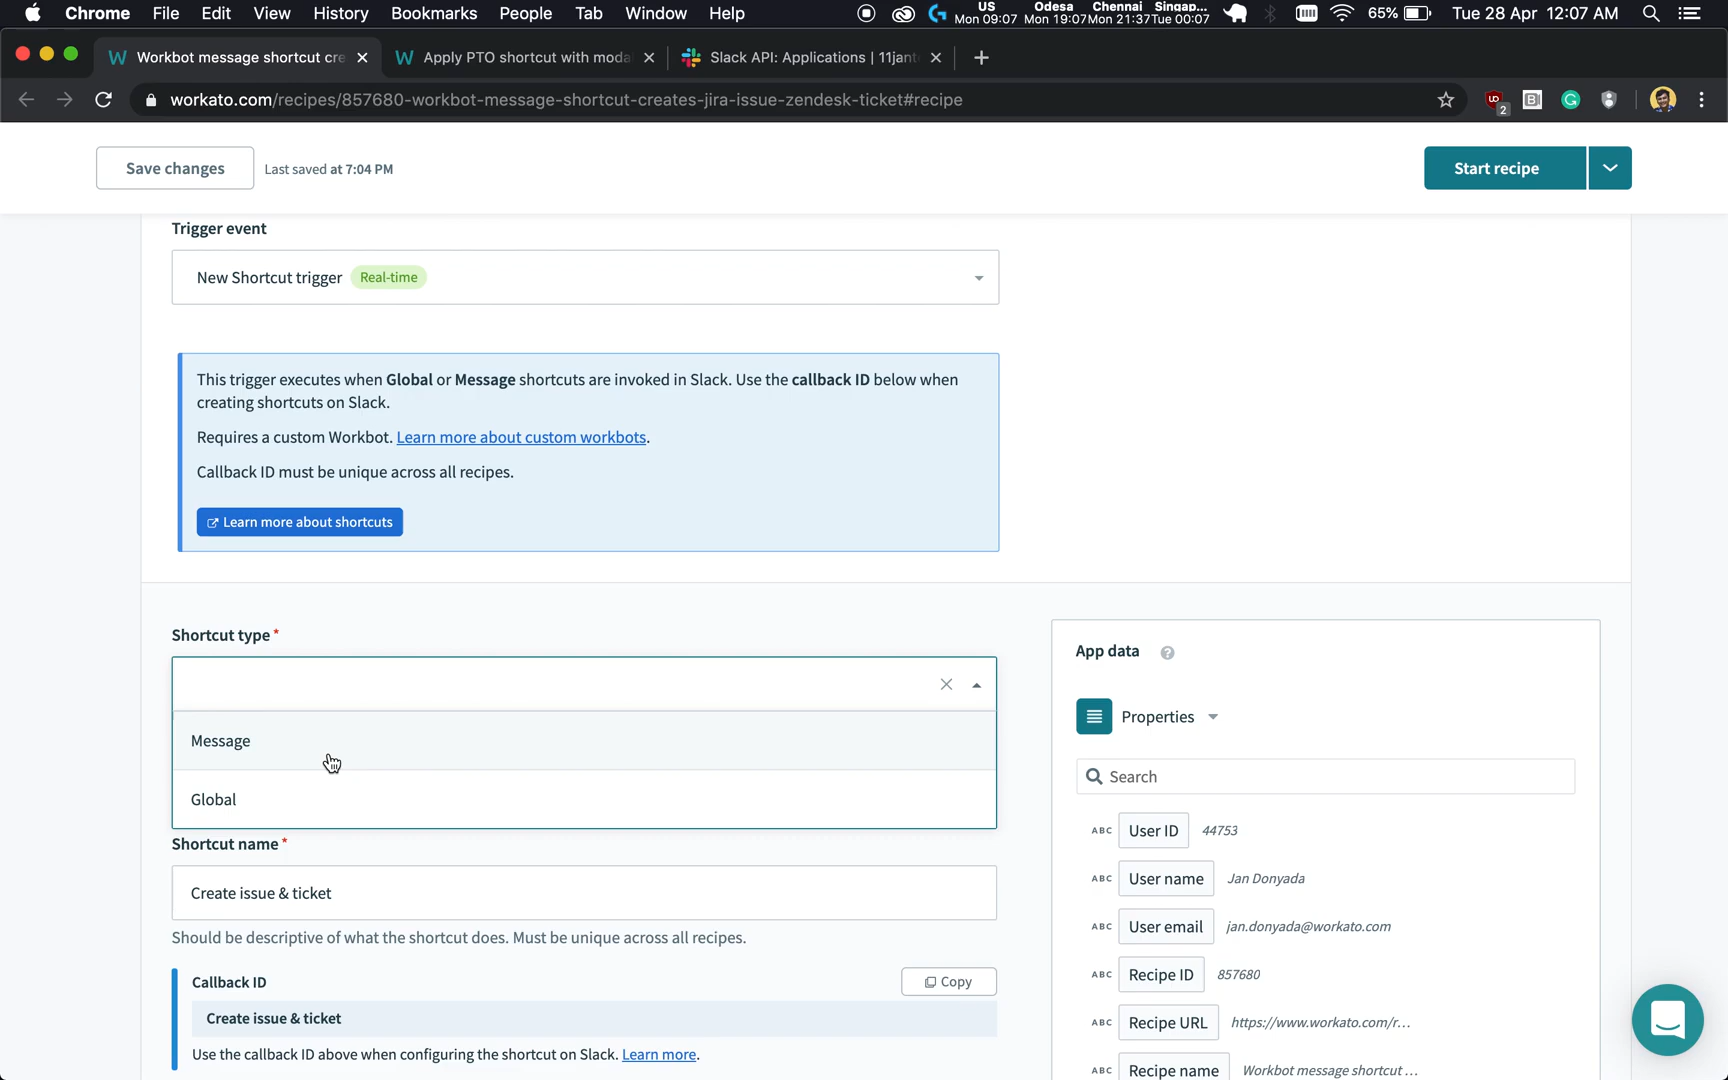 Chrome File Edit View History Bookmarks People Tab Window Help
US Odesa Chennai Singap...
Mon 09:07 Mon 19:07 Mon 21:37 Tue 00:07
65% Tue 28 Apr 12:07 AM
Workbot message shortcut cre
Apply PTO shortcut with moda
Slack API: Applications | 11jant
workato.com/recipes/857680-workbot-message-shortcut-creates-jira-issue-zendesk-ticket#recipe
2
Save changes
Last saved at 7:04 PM
Start recipe
Trigger event
New Shortcut trigger Real-time
This trigger executes when Global or Message shortcuts are invoked in Slack. Use the callback ID below when
creating shortcuts on Slack.
Requires a custom Workbot. Learn more about custom workbots.
Callback ID must be unique across all recipes.
Learn more about shortcuts
Shortcut type *
Message
Global
Shortcut name *
Create issue & ticket
Should be descriptive of what the shortcut does. Must be unique across all recipes.
Callback ID
Copy
Create issue & ticket
Use the callback ID above when configuring the shortcut on Slack. Learn more.
App data ?
Properties
Search
ABC User ID 44753
ABC User name Jan Donyada
ABC User email jan.donyada@workato.com
ABC Recipe ID 857680
ABC Recipe URL https://www.workato.com/r...
ABC Recipe name Workbot message shortcut ...